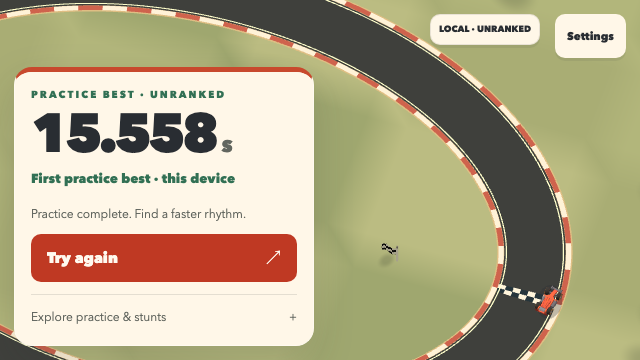 LOCAL • UNRANKED
Settings
PRACTICE BEST • UNRANKED
15.558 s
First practice best • this device
Practice complete. Find a faster rhythm.
Try again ↗
Explore practice & stunts +